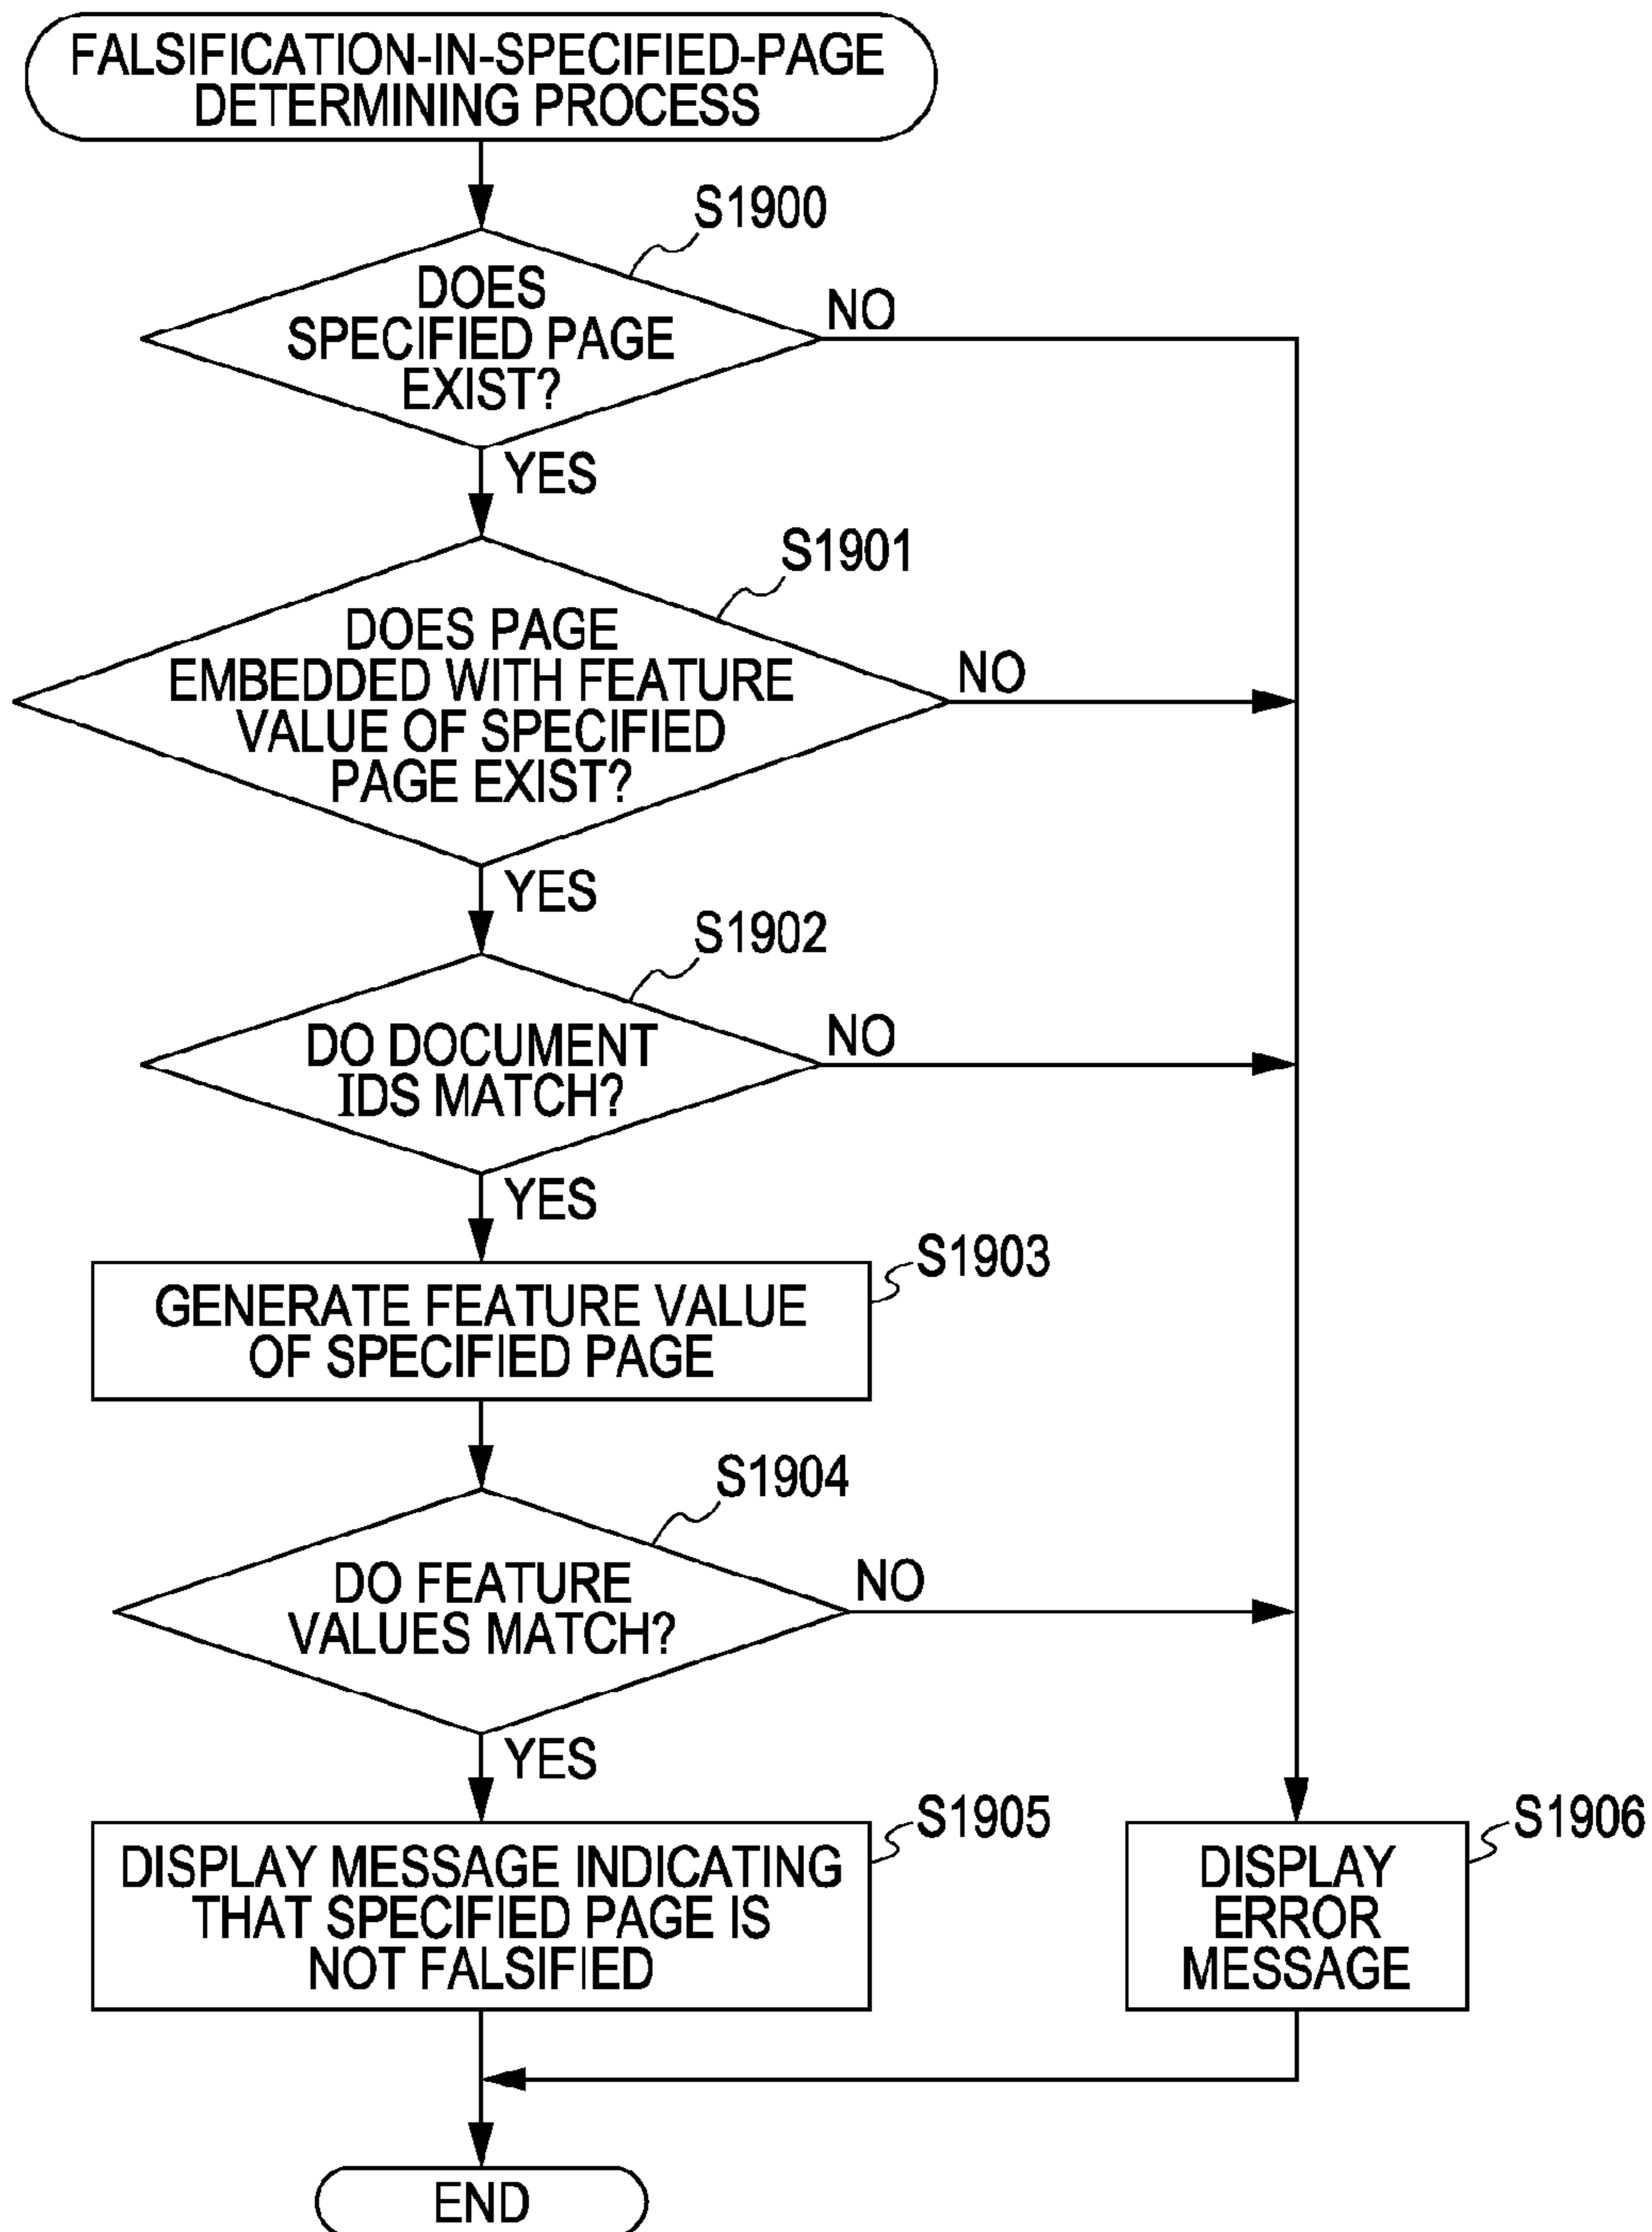 FALSIFICATION-IN-SPECIFIED-PAGE
DETERMINING PROCESS
S1900
DOES
SPECIFIED PAGE
EXIST?
NO
YES
S1901
DOES PAGE
EMBEDDED WITH FEATURE
VALUE OF SPECIFIED
PAGE EXIST?
NO
YES
S1902
DO DOCUMENT
IDS MATCH?
NO
YES
S1903
GENERATE FEATURE VALUE
OF SPECIFIED PAGE
S1904
DO FEATURE
VALUES MATCH?
NO
YES
S1905
DISPLAY MESSAGE INDICATING
THAT SPECIFIED PAGE IS
NOT FALSIFIED
S1906
DISPLAY
ERROR
MESSAGE
END